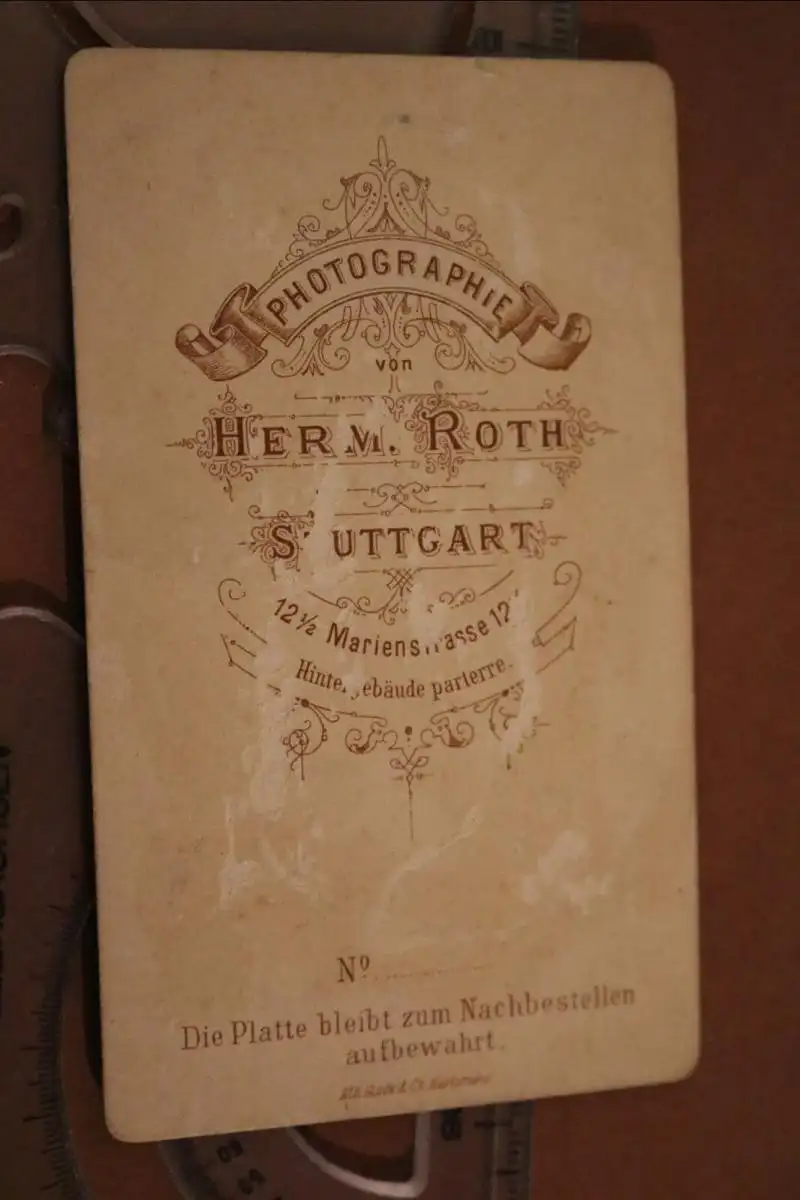 PHOTOGRAPHIE
von
HERM. ROTH
STUTTGART
12½ Marienstrasse 12
Hintergebäude parterre.
Nº
Die Platte bleibt zum Nachbestellen
aufbewahrt.